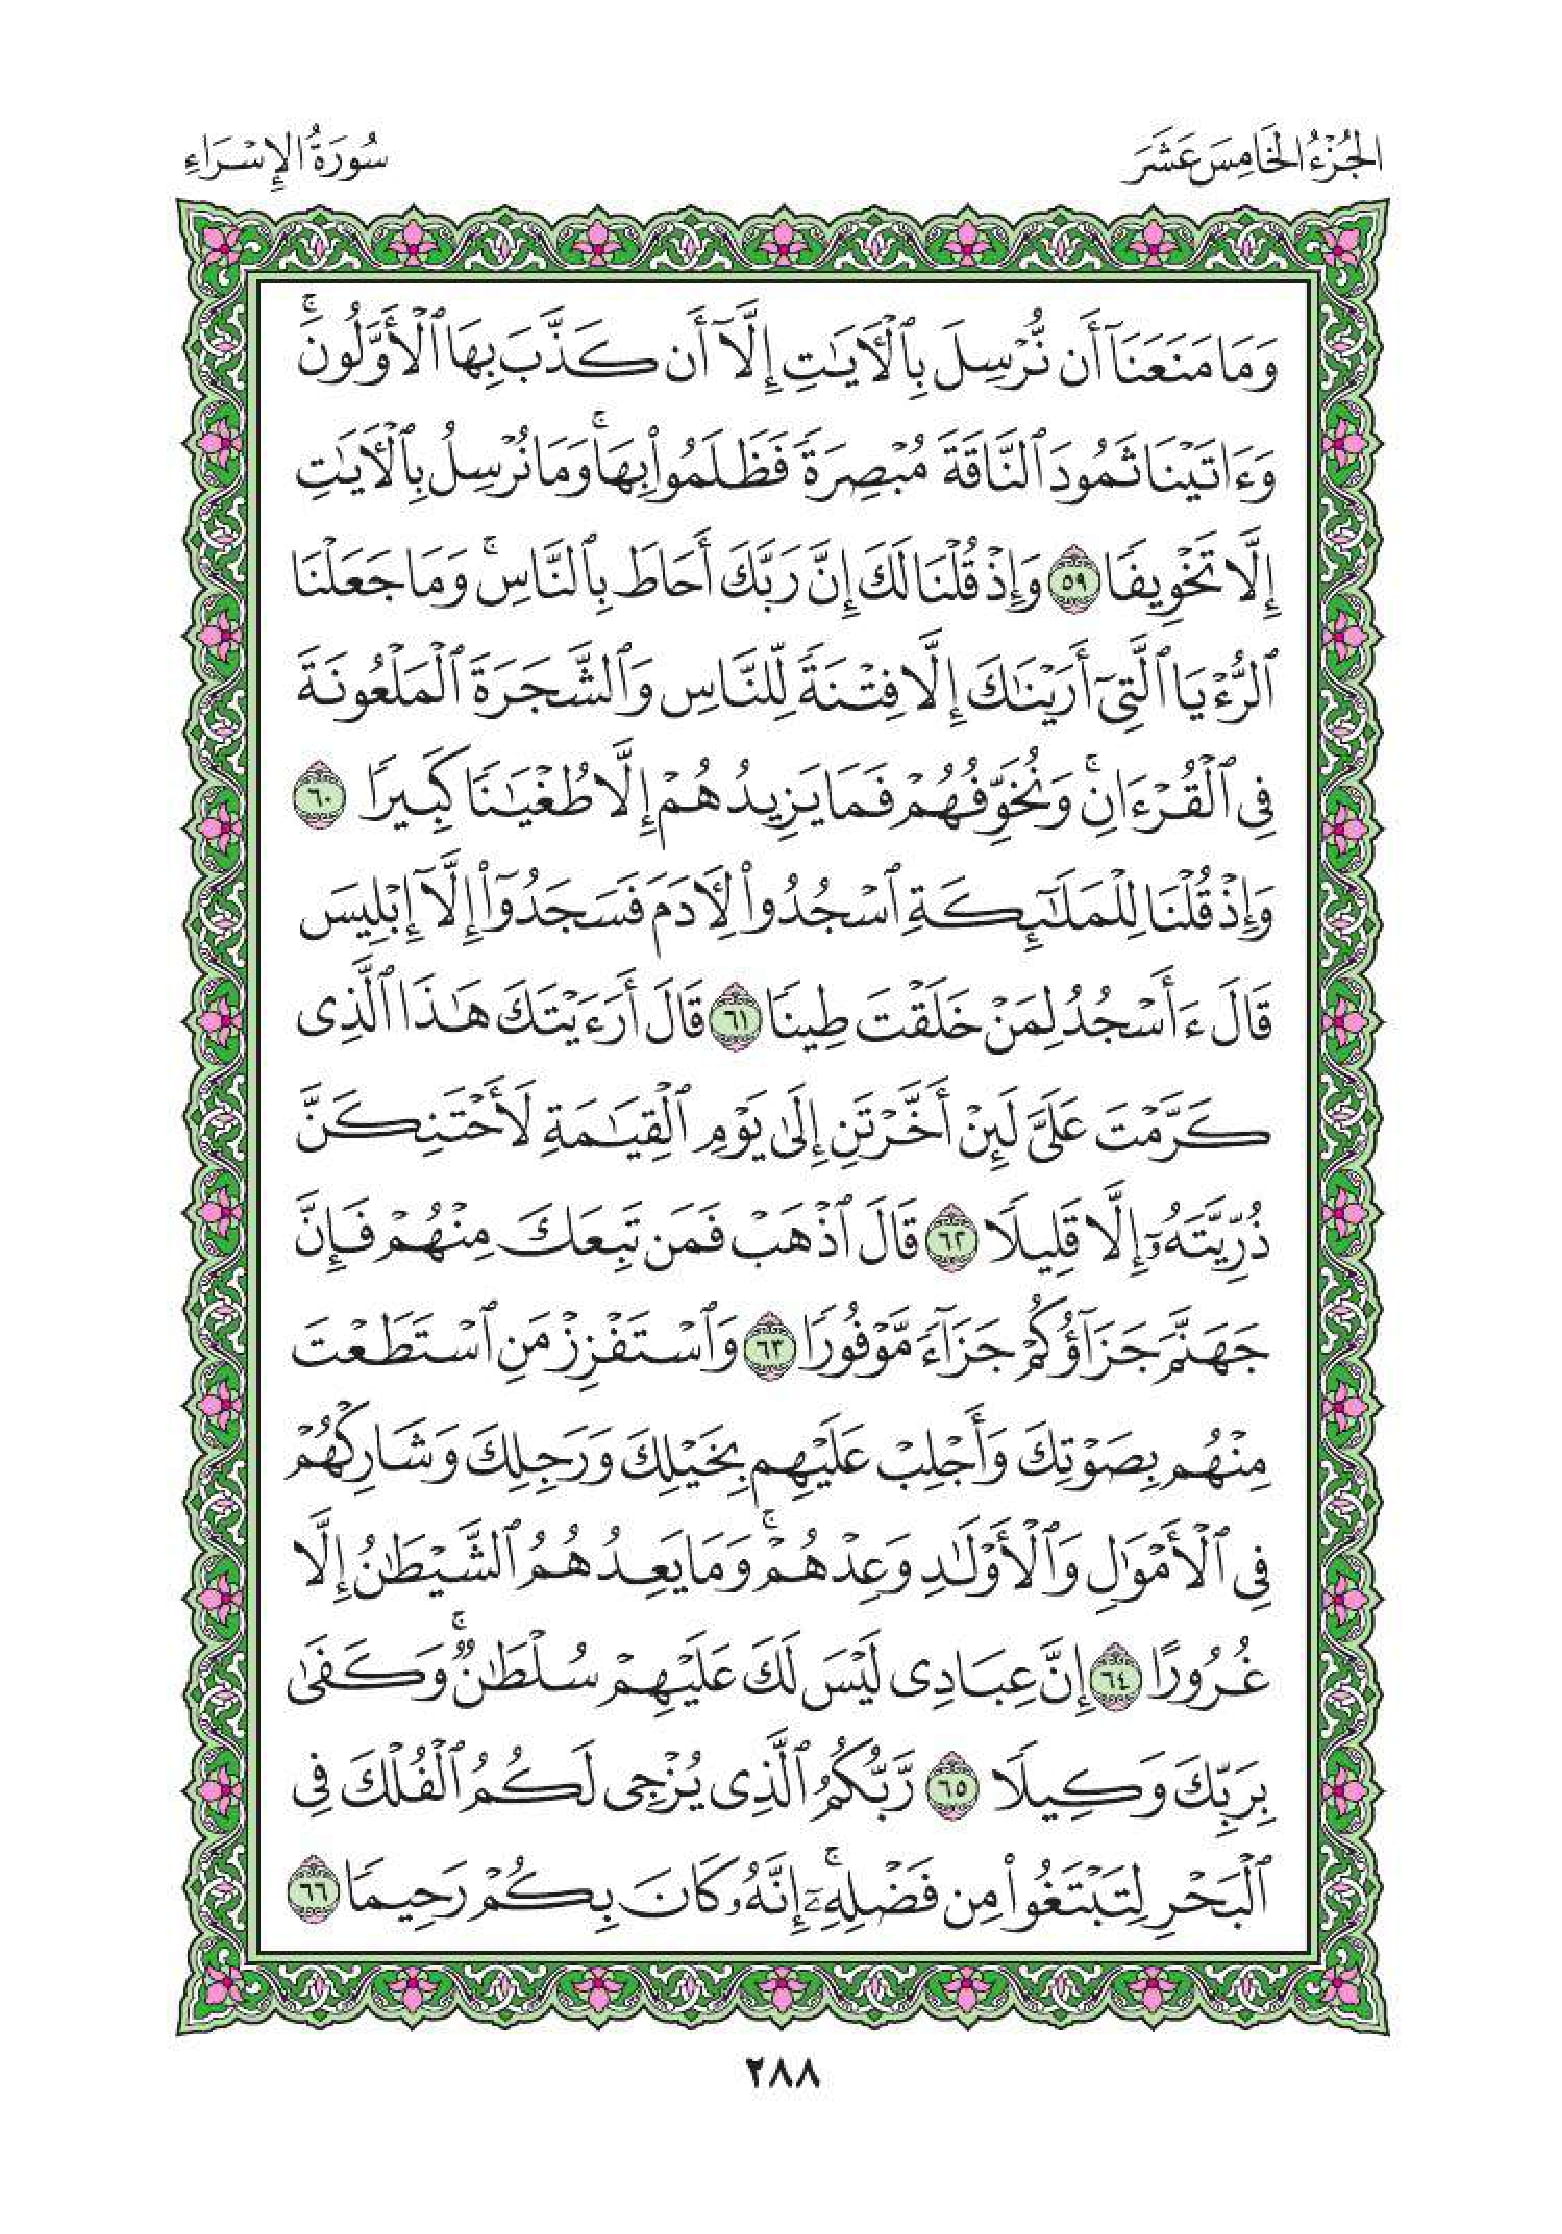 الجُزْءُ الخَامِسَ عَشَرَ
سُورَةُ الإِسْرَاءِ
وَمَا مَنَعَنَآ أَن نُّرْسِلَ بِٱلْأَيَٰتِ إِلَّآ أَن كَذَّبَ بِهَا ٱلْأَوَّلُونَۚ
وَءَاتَيْنَا ثَمُودَ ٱلنَّاقَةَ مُبْصِرَةً فَظَلَمُوا۟ بِهَاۚ وَمَا نُرْسِلُ بِٱلْأَيَٰتِ
إِلَّا تَخْوِيفًا ٥٩ وَإِذْ قُلْنَا لَكَ إِنَّ رَبَّكَ أَحَاطَ بِٱلنَّاسِۚ وَمَا جَعَلْنَا
ٱلرُّءْيَا ٱلَّتِىٓ أَرَيْنَٰكَ إِلَّا فِتْنَةً لِّلنَّاسِ وَٱلشَّجَرَةَ ٱلْمَلْعُونَةَ
فِى ٱلْقُرْءَانِۚ وَنُخَوِّفُهُمْ فَمَا يَزِيدُهُمْ إِلَّا طُغْيَٰنًا كَبِيرًا ٦٠
وَإِذْ قُلْنَا لِلْمَلَٰٓئِكَةِ ٱسْجُدُوا۟ لِأَدَمَ فَسَجَدُوٓا۟ إِلَّآ إِبْلِيسَ
قَالَ ءَأَسْجُدُ لِمَنْ خَلَقْتَ طِينًا ٦١ قَالَ أَرَءَيْتَكَ هَٰذَا ٱلَّذِى
كَرَّمْتَ عَلَىَّ لَئِنْ أَخَّرْتَنِ إِلَىٰ يَوْمِ ٱلْقِيَٰمَةِ لَأَحْتَنِكَنَّ
ذُرِّيَّتَهُۥٓ إِلَّا قَلِيلًا ٦٢ قَالَ ٱذْهَبْ فَمَن تَبِعَكَ مِنْهُمْ فَإِنَّ
جَهَنَّمَ جَزَآؤُكُمْ جَزَآءً مَّوْفُورًا ٦٣ وَٱسْتَفْزِزْ مَنِ ٱسْتَطَعْتَ
مِنْهُم بِصَوْتِكَ وَأَجْلِبْ عَلَيْهِم بِخَيْلِكَ وَرَجِلِكَ وَشَارِكْهُمْ
فِى ٱلْأَمْوَٰلِ وَٱلْأَوْلَٰدِ وَعِدْهُمْۚ وَمَا يَعِدُهُمُ ٱلشَّيْطَٰنُ إِلَّا
غُرُورًا ٦٤ إِنَّ عِبَادِى لَيْسَ لَكَ عَلَيْهِمْ سُلْطَٰنٌۚ وَكَفَىٰ
بِرَبِّكَ وَكِيلًا ٦٥ رَّبُّكُمُ ٱلَّذِى يُزْجِى لَكُمُ ٱلْفُلْكَ فِى
ٱلْبَحْرِ لِتَبْتَغُوا۟ مِن فَضْلِهِۦٓۚ إِنَّهُۥ كَانَ بِكُمْ رَحِيمًا ٦٦
٢٨٨